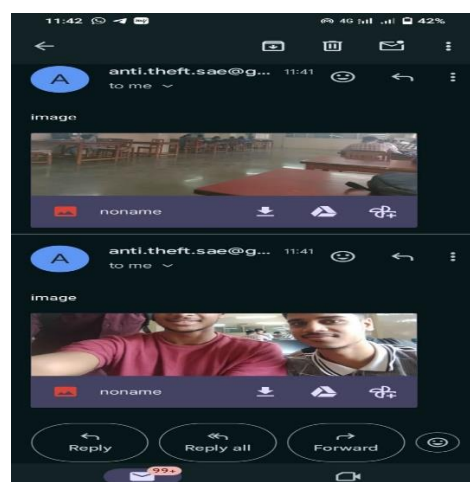 11:42 4G 42%
anti.theft.sae@g... 11:41
to me
image
noname
A
anti.theft.sae@g... 11:41
to me
image
noname
A
Reply Reply all Forward
99+